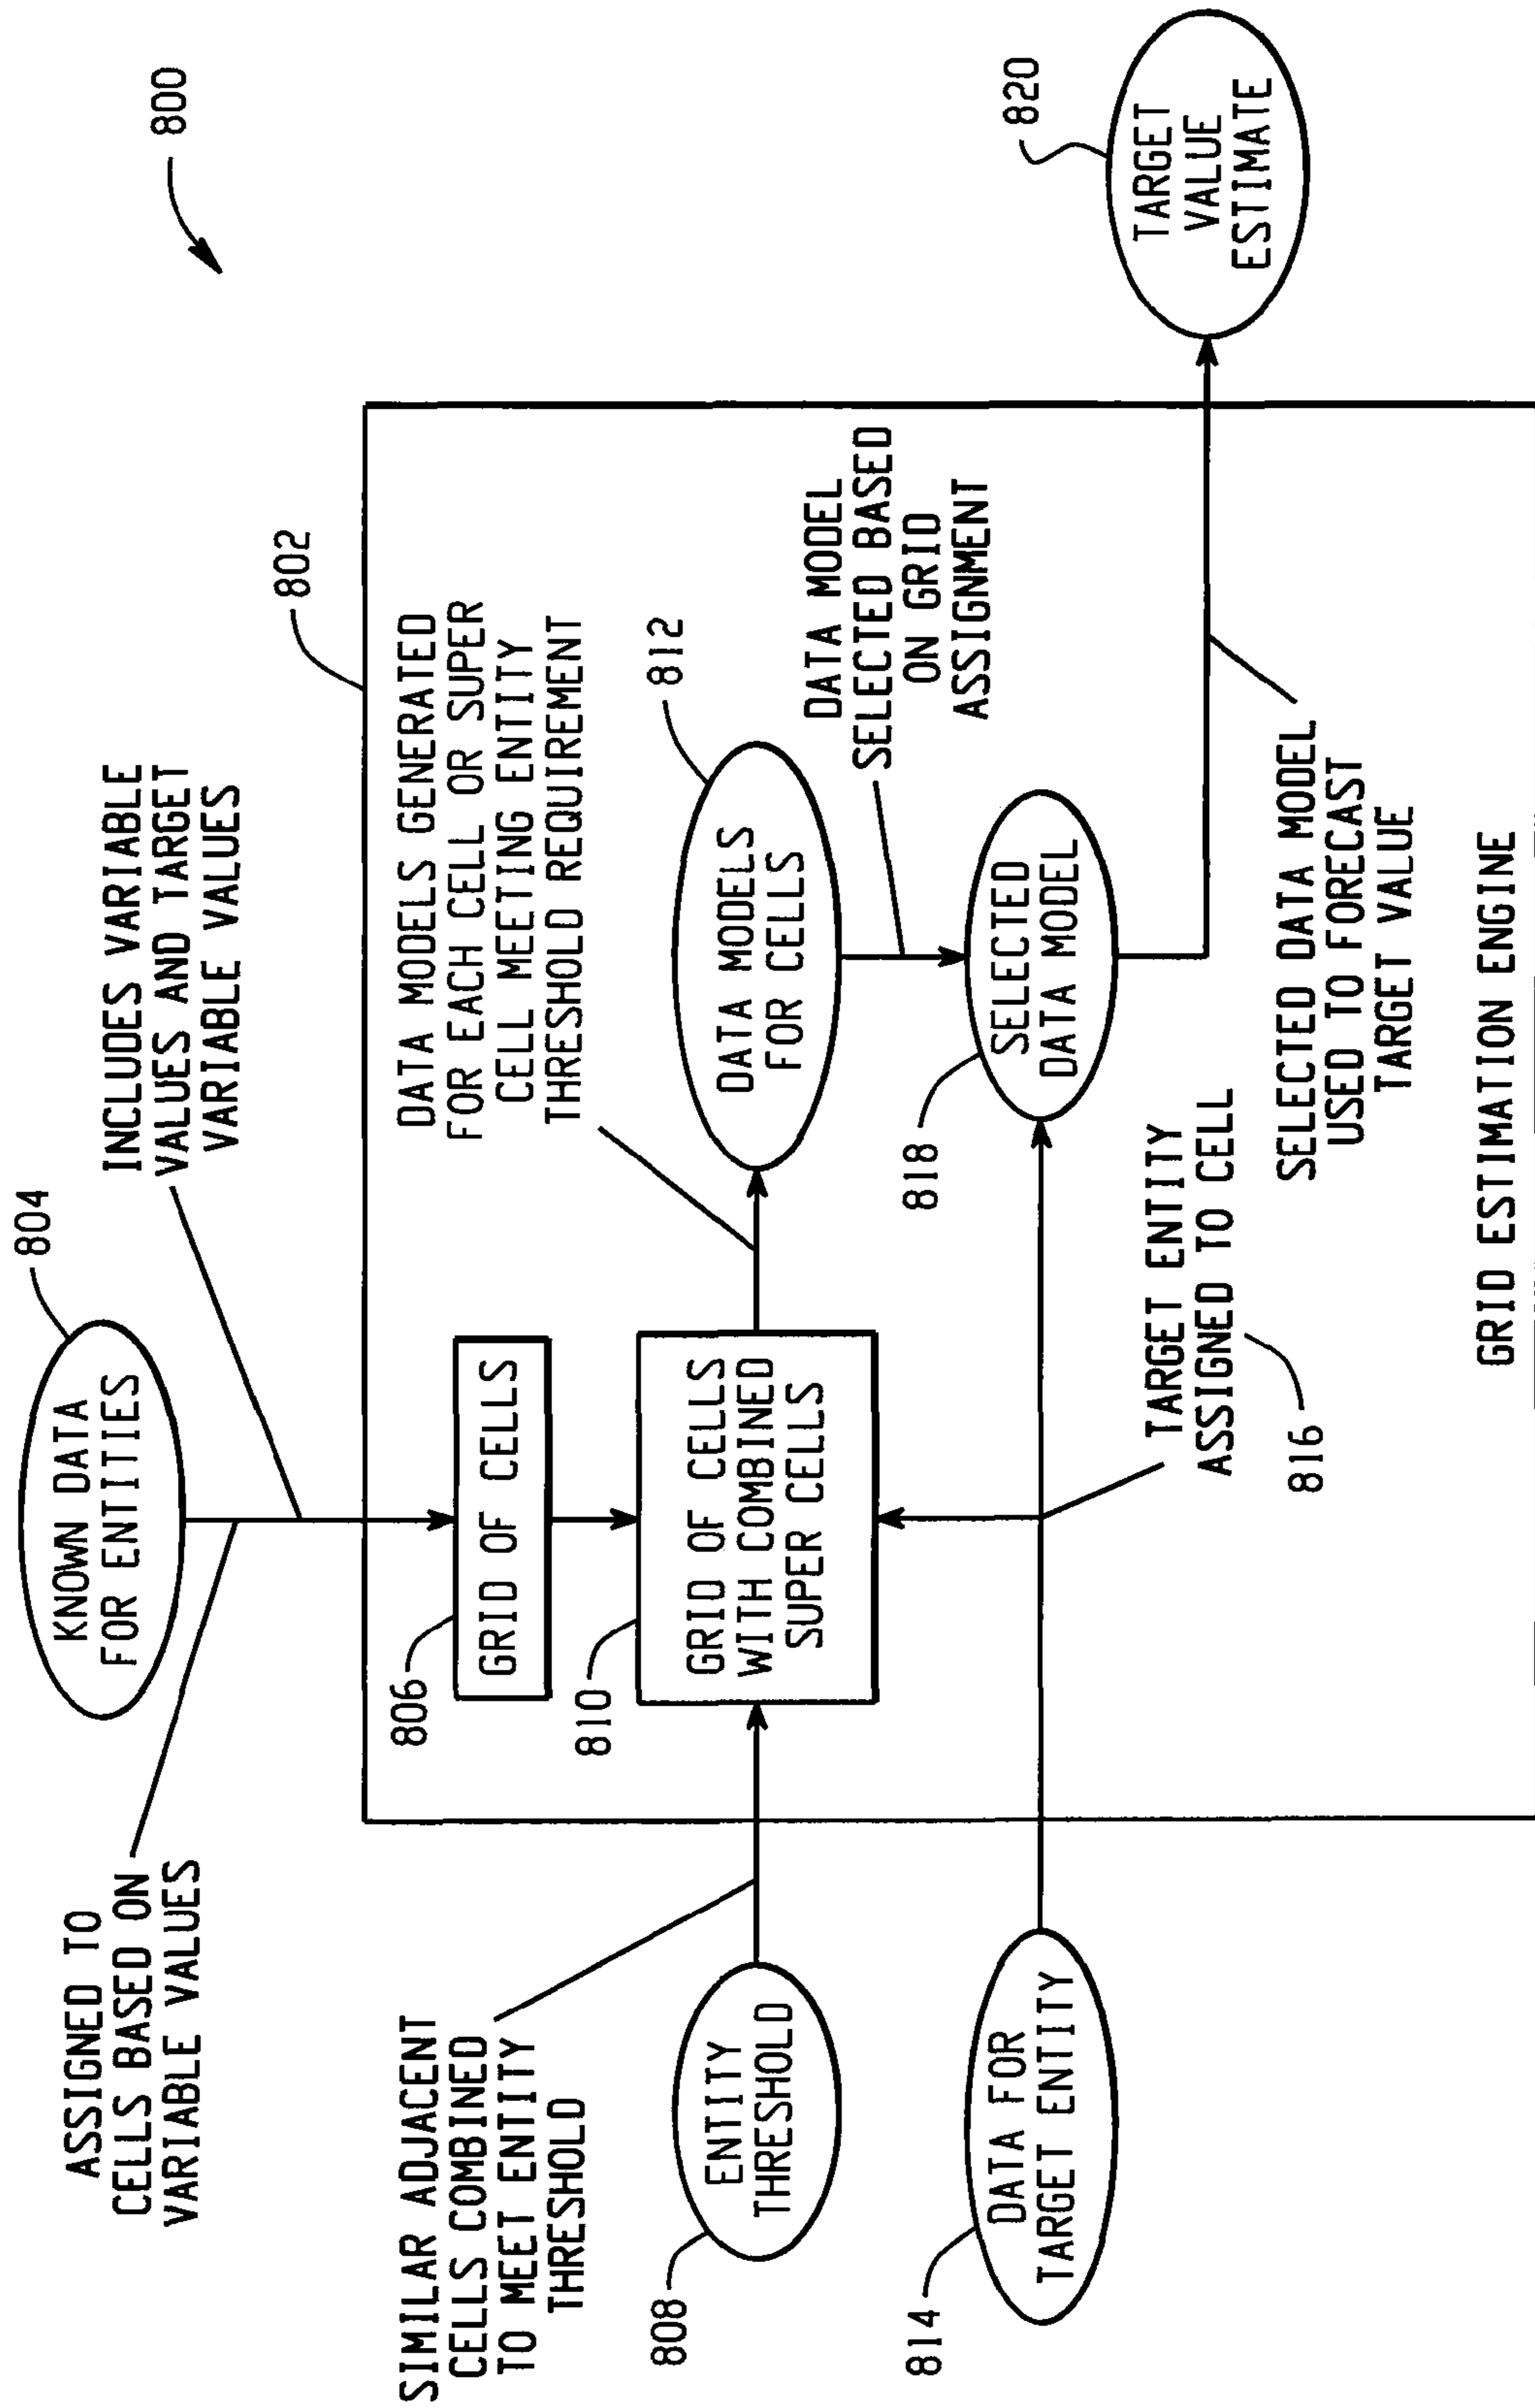 800
804
KNOWN DATA
FOR ENTITIES
ASSIGNED TO
CELLS BASED ON
VARIABLE VALUES
INCLUDES VARIABLE
VALUES AND TARGET
VARIABLE VALUES
802
806
GRID OF CELLS
SIMILAR ADJACENT
CELLS COMBINED
TO MEET ENTITY
THRESHOLD
808
ENTITY
THRESHOLD
810
GRID OF CELLS
WITH COMBINED
SUPER CELLS
DATA MODELS GENERATED
FOR EACH CELL OR SUPER
CELL MEETING ENTITY
THRESHOLD REQUIREMENT
812
DATA MODELS
FOR CELLS
DATA MODEL
SELECTED BASED
ON GRID
ASSIGNMENT
814
DATA FOR
TARGET ENTITY
818
SELECTED
DATA MODEL
820
TARGET
VALUE
ESTIMATE
TARGET ENTITY
ASSIGNED TO CELL
816
SELECTED DATA MODEL
USED TO FORECAST
TARGET VALUE
GRID ESTIMATION ENGINE